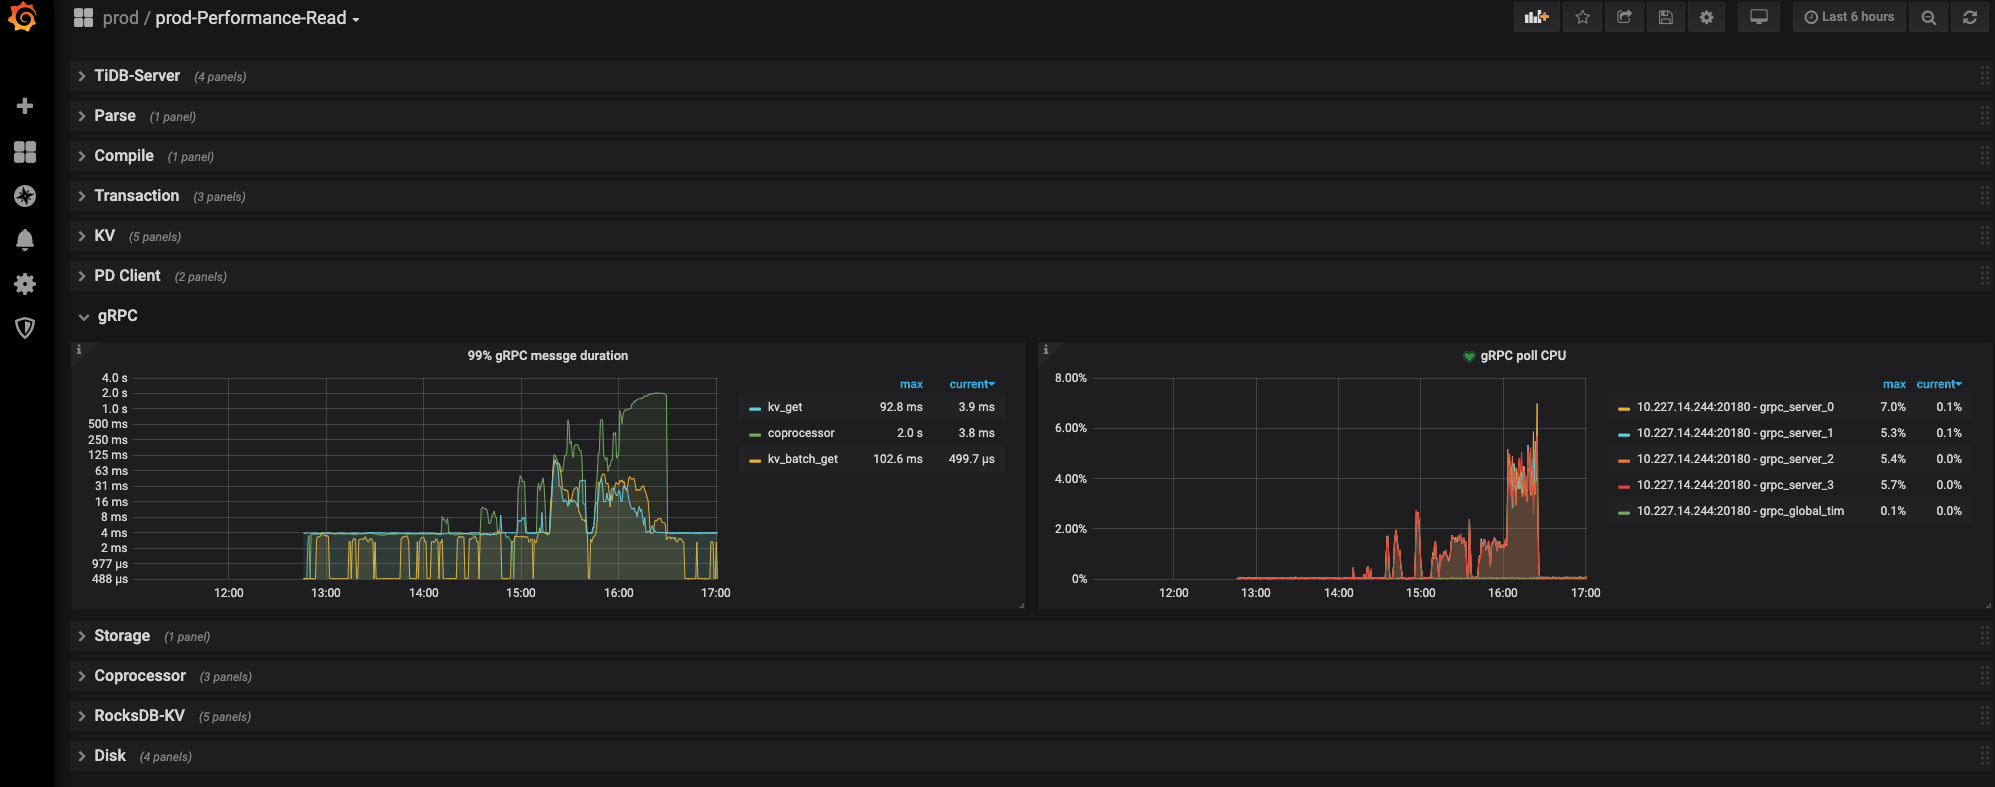 prod / prod-Performance-Read
Last 6 hours
TiDB-Server (4 panels)
Parse (1 panel)
Compile (1 panel)
Transaction (3 panels)
KV (5 panels)
PD Client (2 panels)
gRPC
99% gRPC messge duration
4.0 s
2.0 s
1.0 s
500 ms
250 ms
125 ms
63 ms
31 ms
16 ms
8 ms
4 ms
2 ms
977 µs
488 µs
12:00 13:00 14:00 15:00 16:00 17:00
max current
kv_get 92.8 ms 3.9 ms
coprocessor 2.0 s 3.8 ms
kv_batch_get 102.6 ms 499.7 µs
gRPC poll CPU
8.00%
6.00%
4.00%
2.00%
0%
12:00 13:00 14:00 15:00 16:00 17:00
max current
10.227.14.244:20180 - grpc_server_0 7.0% 0.1%
10.227.14.244:20180 - grpc_server_1 5.3% 0.1%
10.227.14.244:20180 - grpc_server_2 5.4% 0.0%
10.227.14.244:20180 - grpc_server_3 5.7% 0.0%
10.227.14.244:20180 - grpc_global_tim 0.1% 0.0%
Storage (1 panel)
Coprocessor (3 panels)
RocksDB-KV (5 panels)
Disk (4 panels)